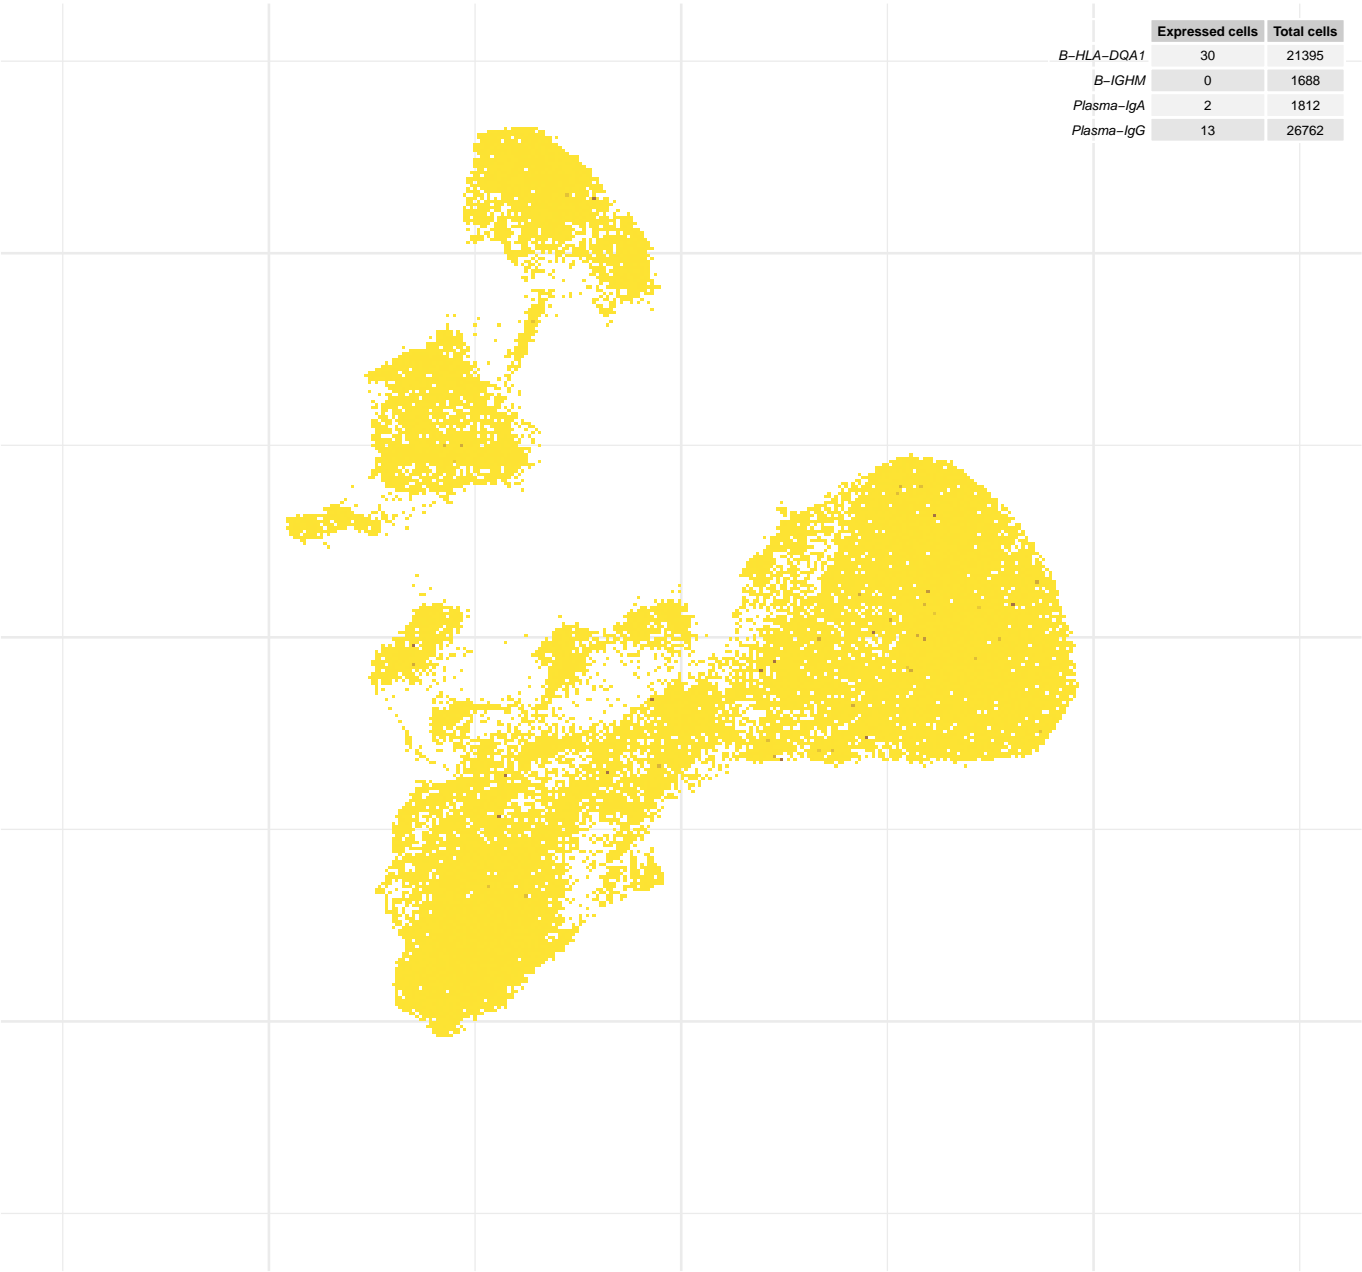 Expressed cells Total cells
B−HLA−DQA1 30 21395
B−IGHM 0 1688
Plasma−IgA 2 1812
Plasma−IgG 13 26762